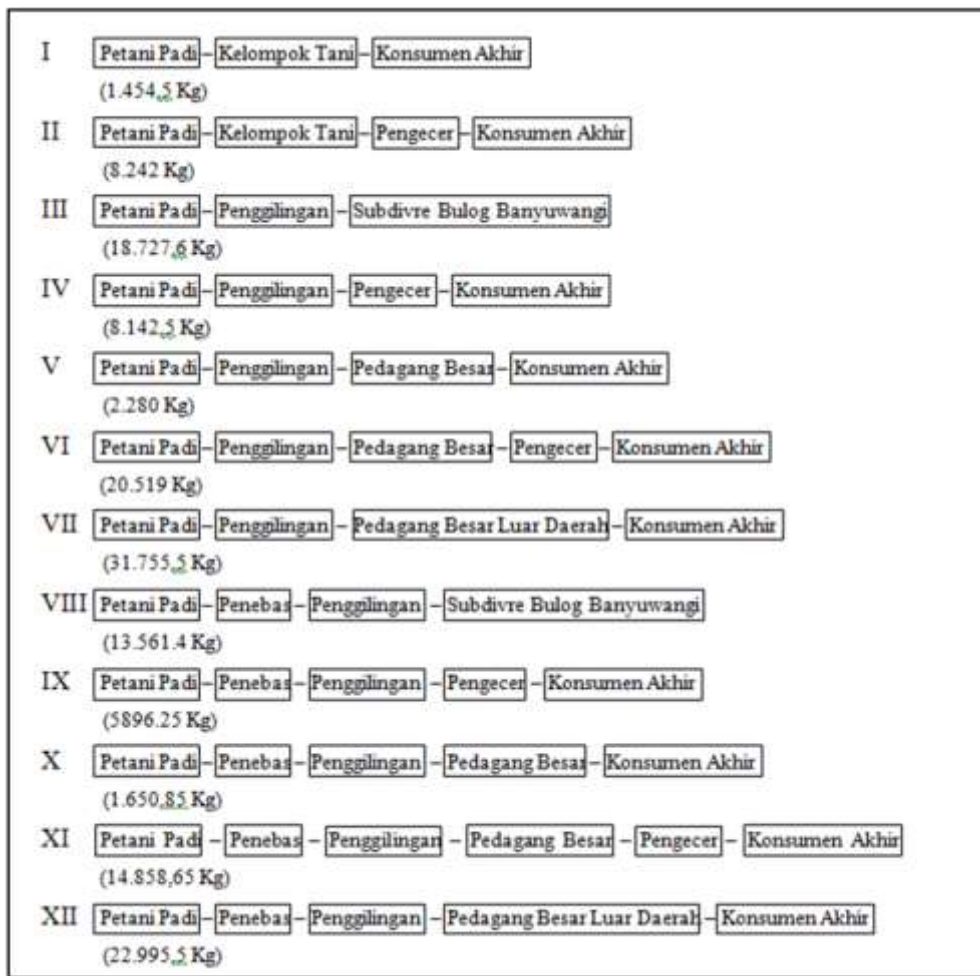 I Petani Padi – Kelompok Tani – Konsumen Akhir
(1.454,5 Kg)
II Petani Padi – Kelompok Tani – Pengecer – Konsumen Akhir
(8.242 Kg)
III Petani Padi – Penggilingan – Subdivre Bulog Banyuwangi
(18.727,6 Kg)
IV Petani Padi – Penggilingan – Pengecer – Konsumen Akhir
(8.142,5 Kg)
V Petani Padi – Penggilingan – Pedagang Besar – Konsumen Akhir
(2.280 Kg)
VI Petani Padi – Penggilingan – Pedagang Besar – Pengecer – Konsumen Akhir
(20.519 Kg)
VII Petani Padi – Penggilingan – Pedagang Besar Luar Daerah – Konsumen Akhir
(31.755,5 Kg)
VIII Petani Padi – Penebas – Penggilingan – Subdivre Bulog Banyuwangi
(13.561.4 Kg)
IX Petani Padi – Penebas – Penggilingan – Pengecer – Konsumen Akhir
(5896.25 Kg)
X Petani Padi – Penebas – Penggilingan – Pedagang Besar – Konsumen Akhir
(1.650,85 Kg)
XI Petani Padi – Penebas – Penggilingan – Pedagang Besar – Pengecer – Konsumen Akhir
(14.858,65 Kg)
XII Petani Padi – Penebas – Penggilingan – Pedagang Besar Luar Daerah – Konsumen Akhir
(22.995,5 Kg)